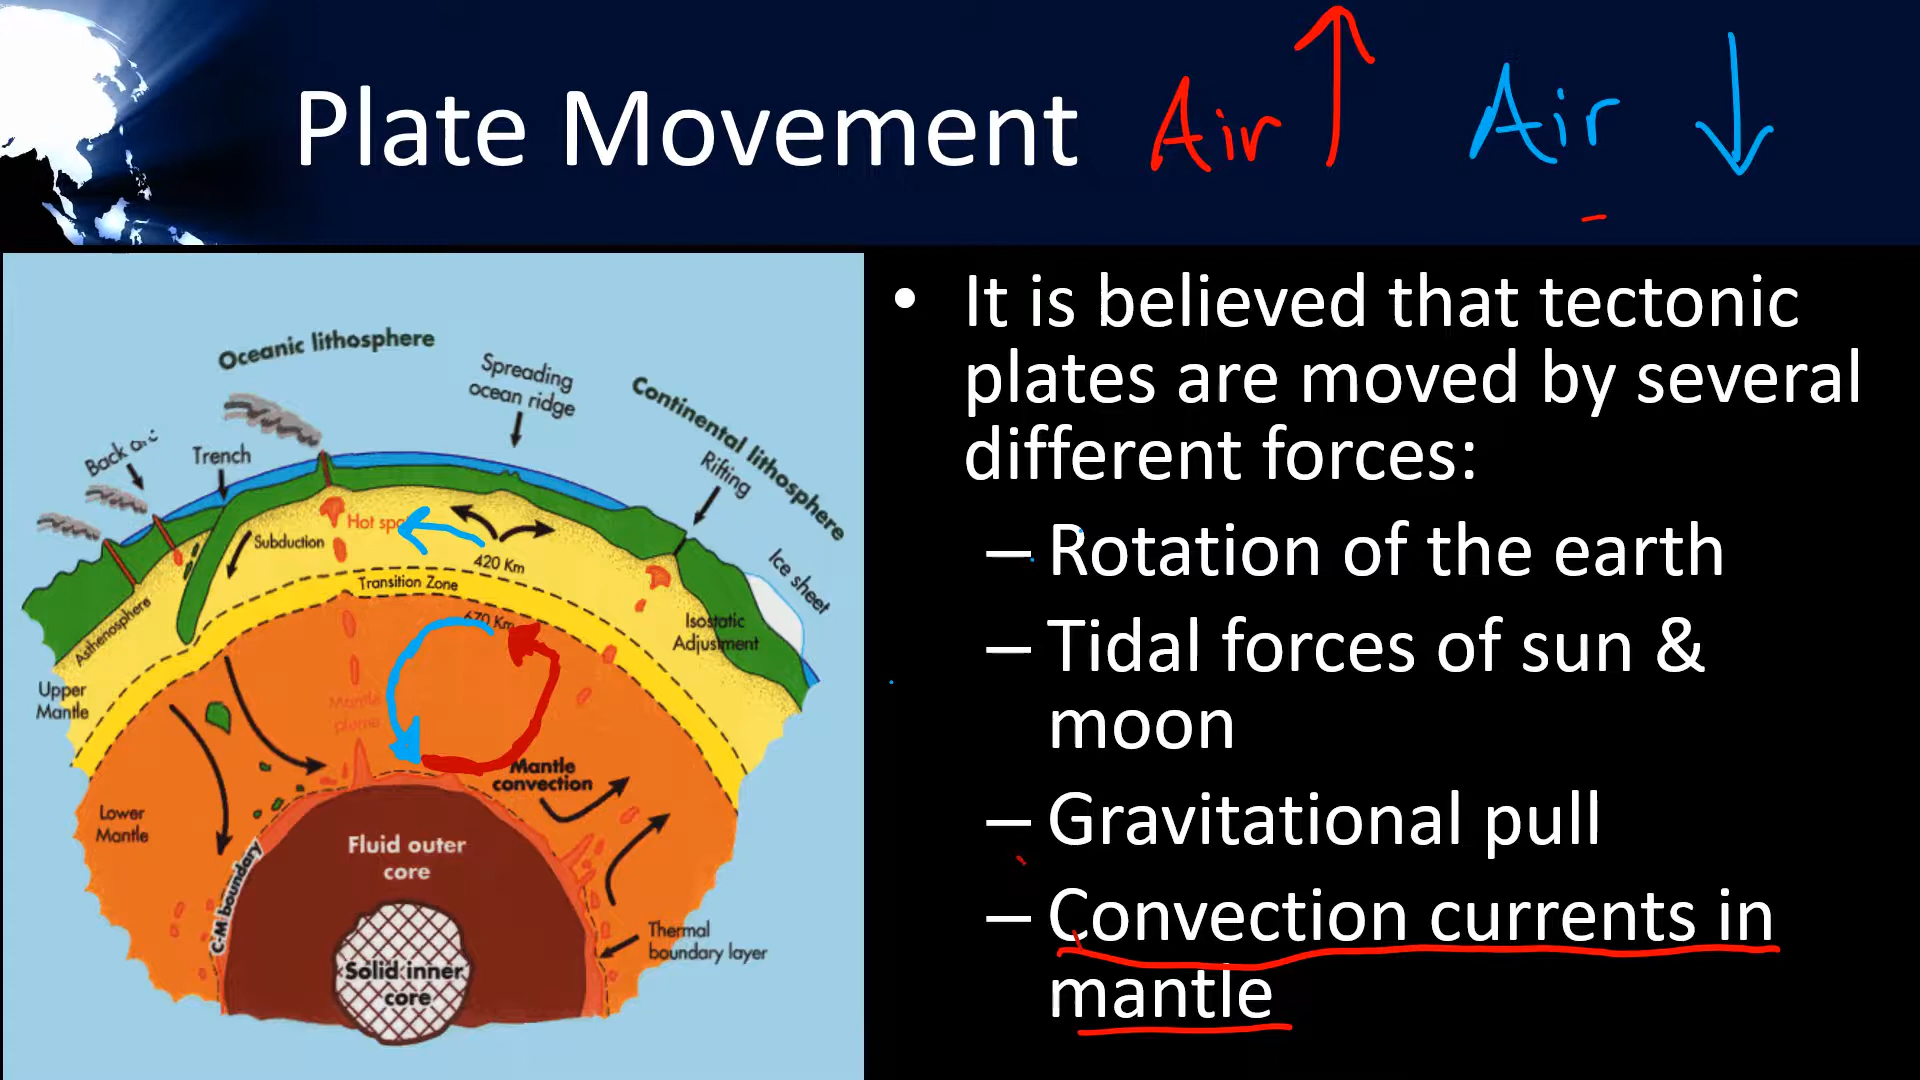 Plate Movement Air Air
Oceanic lithosphere
Spreading
ocean ridge
Continental lithosphere
Back
Trench
Rifting
Hot
Subduction
420 Km
Ice sheet
Transition Zone
Asthenosphere
Km
Isostatic
Adjustment
Upper
Mantle
Mantle
Mantle
convection
Lower
Mantle
Fluid outer
core
C-M boundary
Thermal
boundary layer
Solid inner
core
• It is believed that tectonic
plates are moved by several
different forces:
– Rotation of the earth
– Tidal forces of sun &
moon
– Gravitational pull
– Convection currents in
mantle